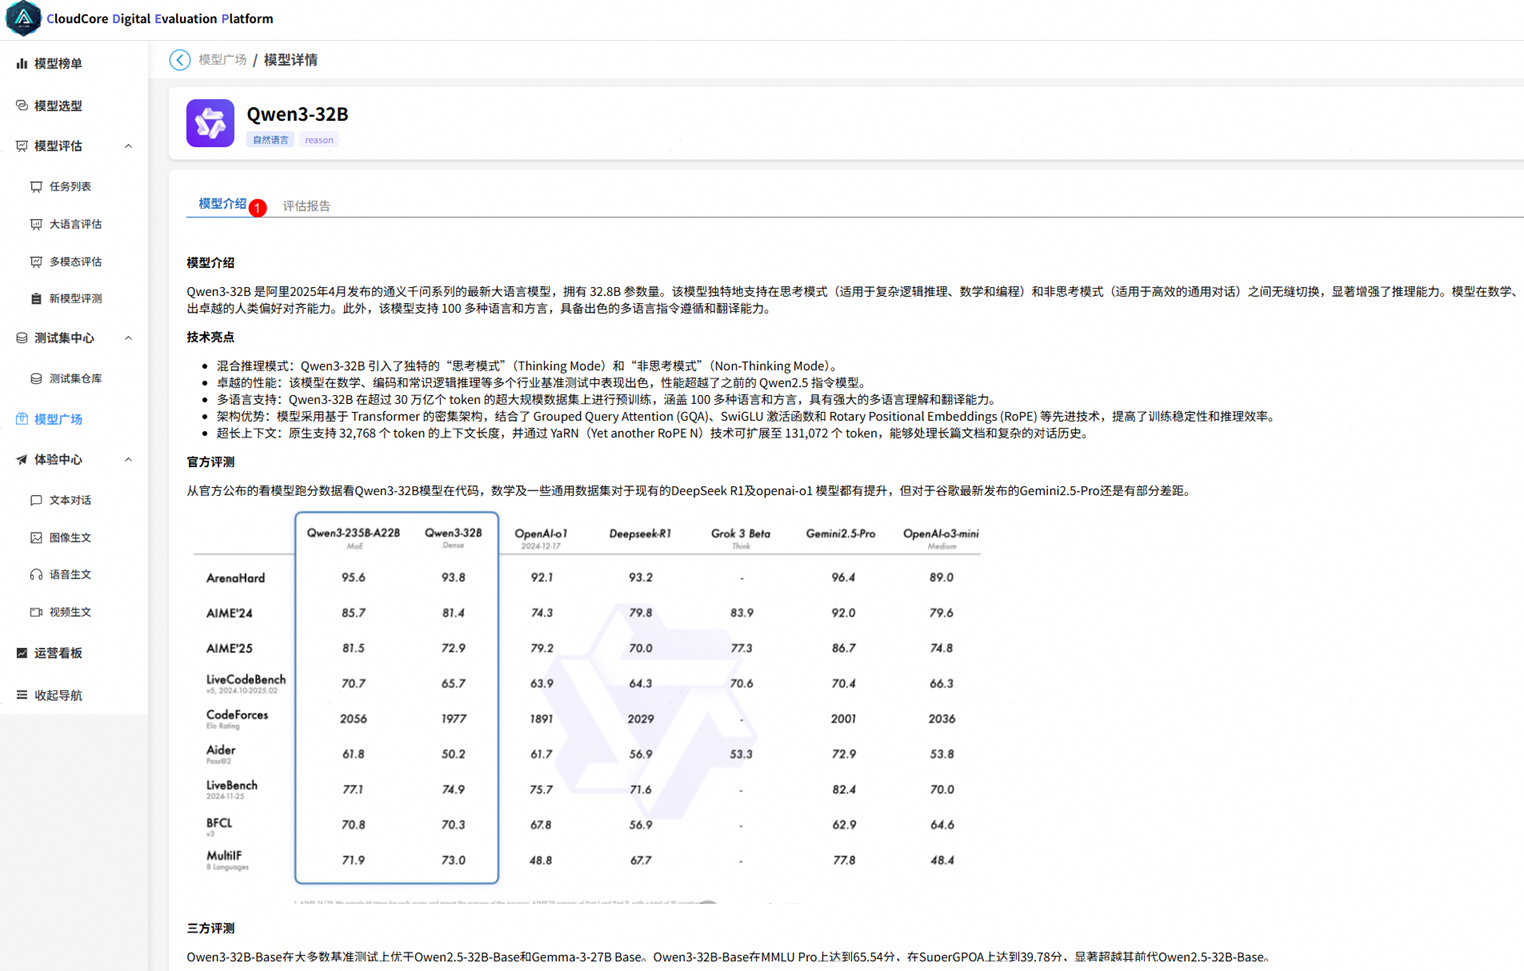 CloudCore Digital Evaluation Platform
模型榜单
模型选型
模型评估
任务列表
大语言评估
多模态评估
新模型评测
测试集中心
测试集仓库
模型广场
体验中心
文本对话
图像生文
语音生文
视频生文
运营看板
收起导航
模型广场 / 模型详情
Qwen3-32B
自然语言 reason
模型介绍 1 评估报告
模型介绍
Qwen3-32B 是阿里2025年4月发布的通义千问系列的最新大语言模型，拥有 32.8B 参数量。该模型独特地支持在思考模式（适用于复杂逻辑推理、数学和编程）和非思考模式（适用于高效的通用对话）之间无缝切换，显著增强了推理能力。模型在数学、
出卓越的人类偏好对齐能力。此外，该模型支持 100 多种语言和方言，具备出色的多语言指令遵循和翻译能力。
技术亮点
混合推理模式：Qwen3-32B 引入了独特的“思考模式”（Thinking Mode）和“非思考模式”（Non-Thinking Mode）。
卓越的性能：该模型在数学、编码和常识逻辑推理等多个行业基准测试中表现出色，性能超越了之前的 Qwen2.5 指令模型。
多语言支持：Qwen3-32B 在超过 30 万亿个 token 的超大规模数据集上进行预训练，涵盖 100 多种语言和方言，具有强大的多语言理解和翻译能力。
架构优势：模型采用基于 Transformer 的密集架构，结合了 Grouped Query Attention (GQA)、SwiGLU 激活函数和 Rotary Positional Embeddings (RoPE) 等先进技术，提高了训练稳定性和推理效率。
超长上下文：原生支持 32,768 个 token 的上下文长度，并通过 YaRN（Yet another RoPE N）技术可扩展至 131,072 个 token，能够处理长篇文档和复杂的对话历史。
官方评测
从官方公布的看模型跑分数据看Qwen3-32B模型在代码，数学及一些通用数据集对于现有的DeepSeek R1及openai-o1 模型都有提升，但对于谷歌最新发布的Gemini2.5-Pro还是有部分差距。
Qwen3-235B-A22B Qwen3-32B OpenAI-o1 Deepseek-R1 Grok 3 Beta Gemini2.5-Pro OpenAI-o3-mini
MoE Dense 2024-12-17 Think Medium
ArenaHard 95.6 93.8 92.1 93.2 - 96.4 89.0
AIME'24 85.7 81.4 74.3 79.8 83.9 92.0 79.6
AIME'25 81.5 72.9 79.2 70.0 77.3 86.7 74.8
LiveCodeBench 70.7 65.7 63.9 64.3 70.6 70.4 66.3
v5, 2024.10-2025.02
CodeForces 2056 1977 1891 2029 - 2001 2036
Elo Rating
Aider 61.8 50.2 61.7 56.9 53.3 72.9 53.8
Pass@2
LiveBench 77.1 74.9 75.7 71.6 - 82.4 70.0
2024-11-25
BFCL 70.8 70.3 67.8 56.9 - 62.9 64.6
v3
MultiIF 71.9 73.0 48.8 67.7 - 77.8 48.4
8 Languages
三方评测
Qwen3-32B-Base在大多数基准测试上优于Qwen2.5-32B-Base和Gemma-3-27B Base。Qwen3-32B-Base在MMLU Pro上达到65.54分，在SuperGPQA上达到39.78分，显著超越其前代Qwen2.5-32B-Base。